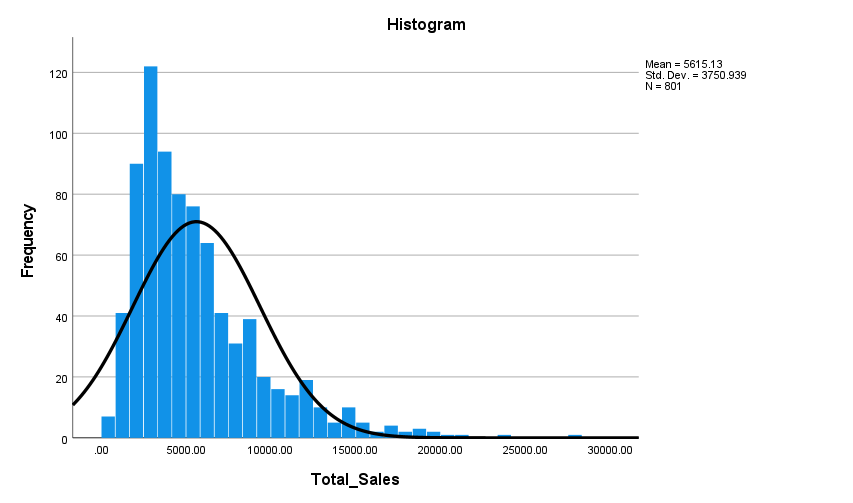 Histogram
Mean = 5615.13
Std. Dev. = 3750.939
N = 801
120
100
80
60
40
20
0
Frequency
.00
5000.00
10000.00
15000.00
20000.00
25000.00
30000.00
Total_Sales